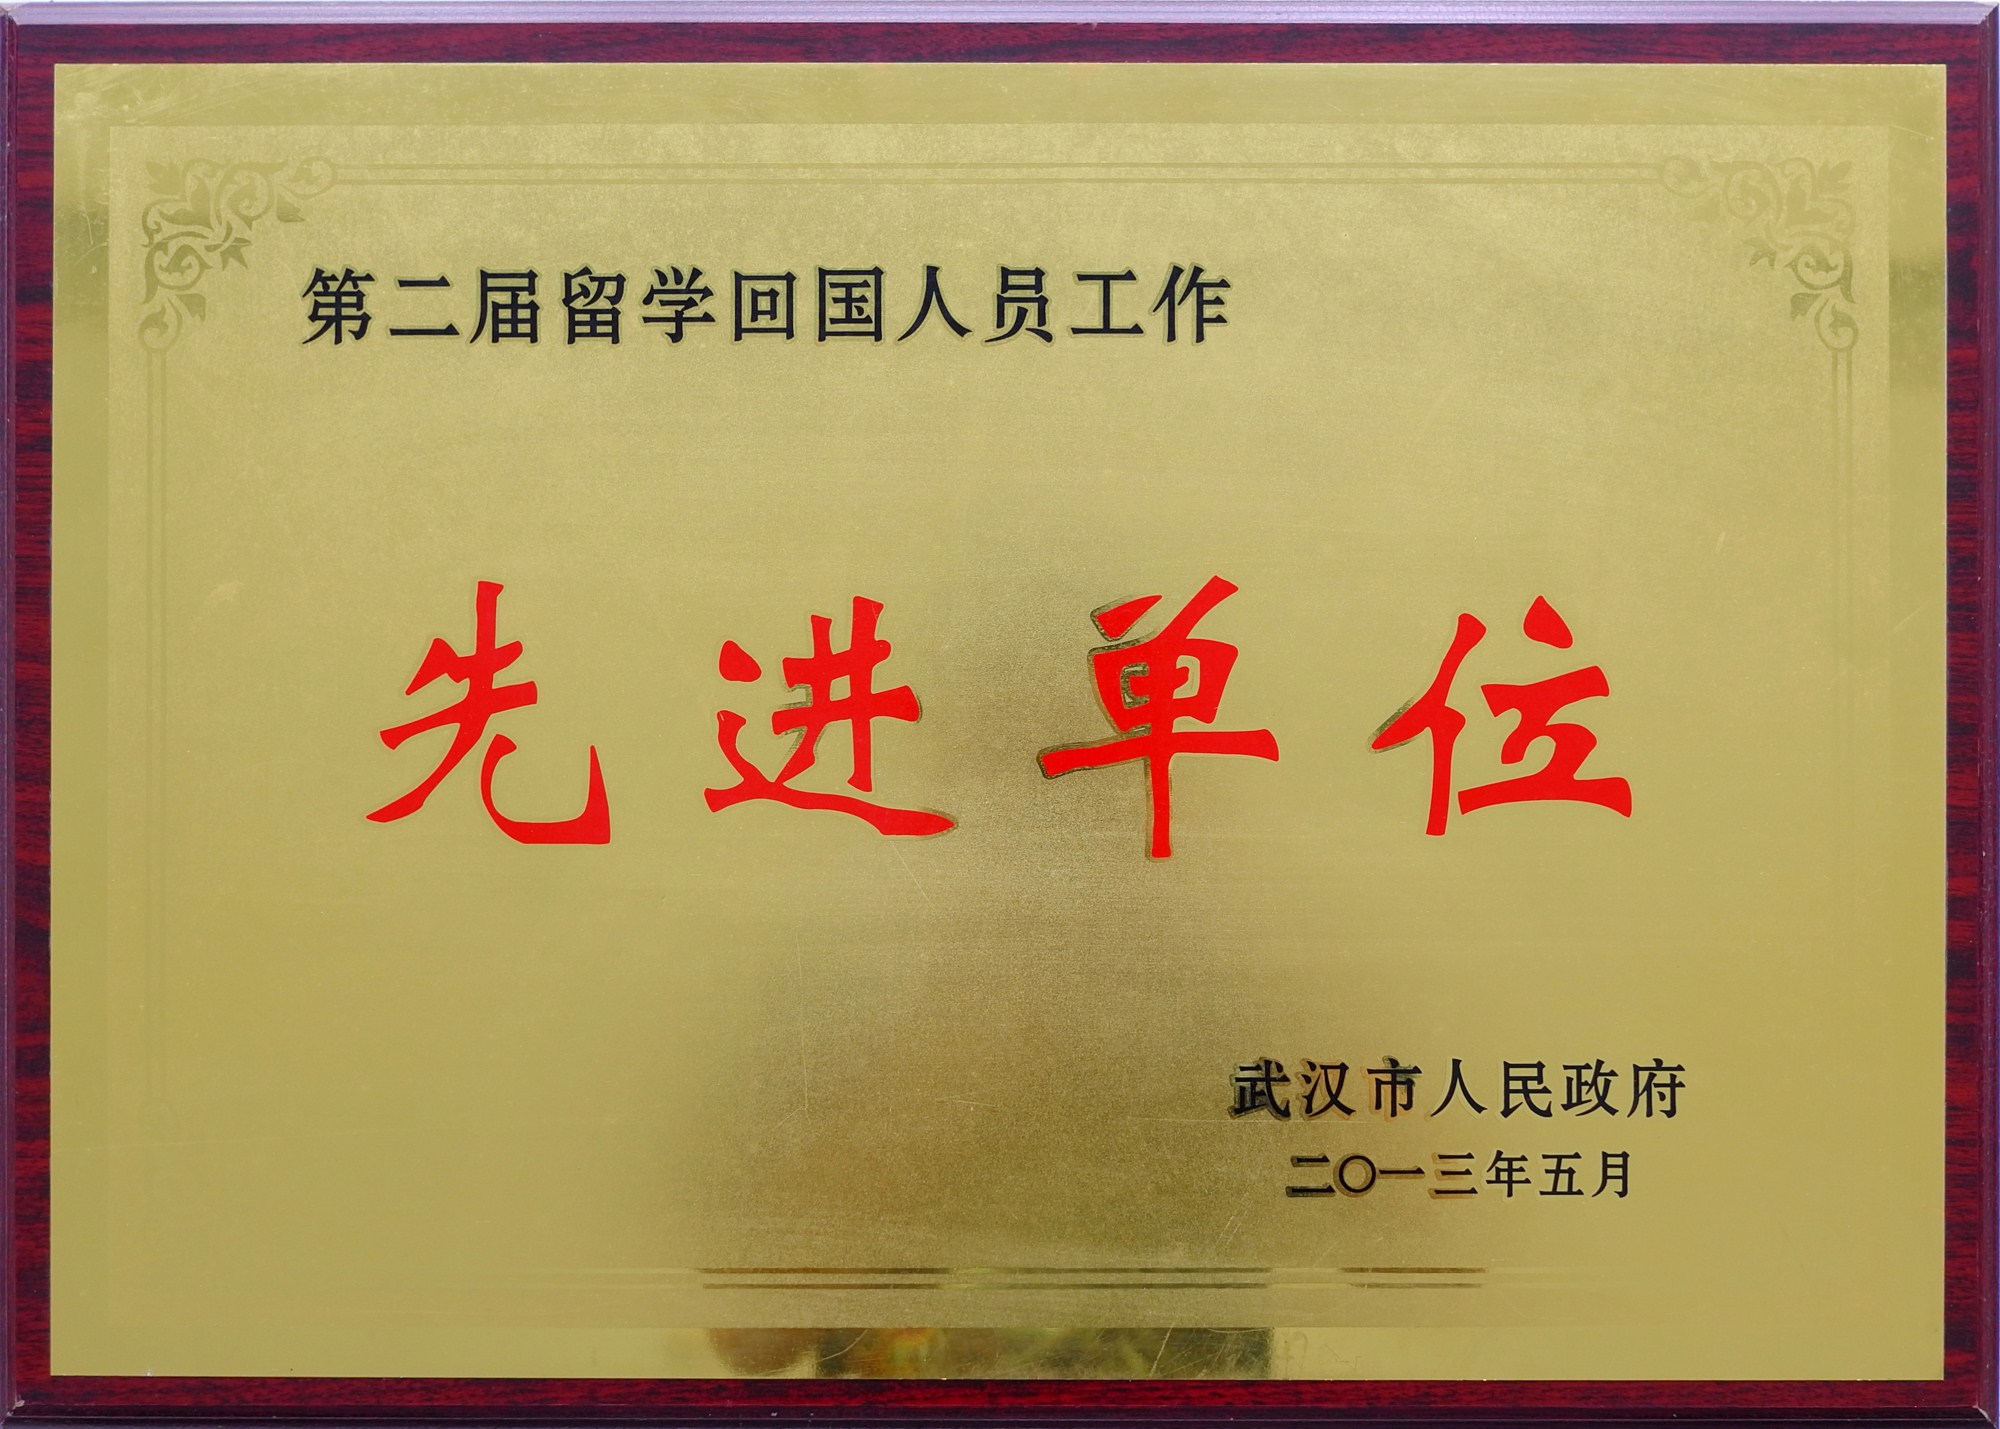 第二届留学回国人员工作
先进单位
武汉市人民政府
二〇一三年五月